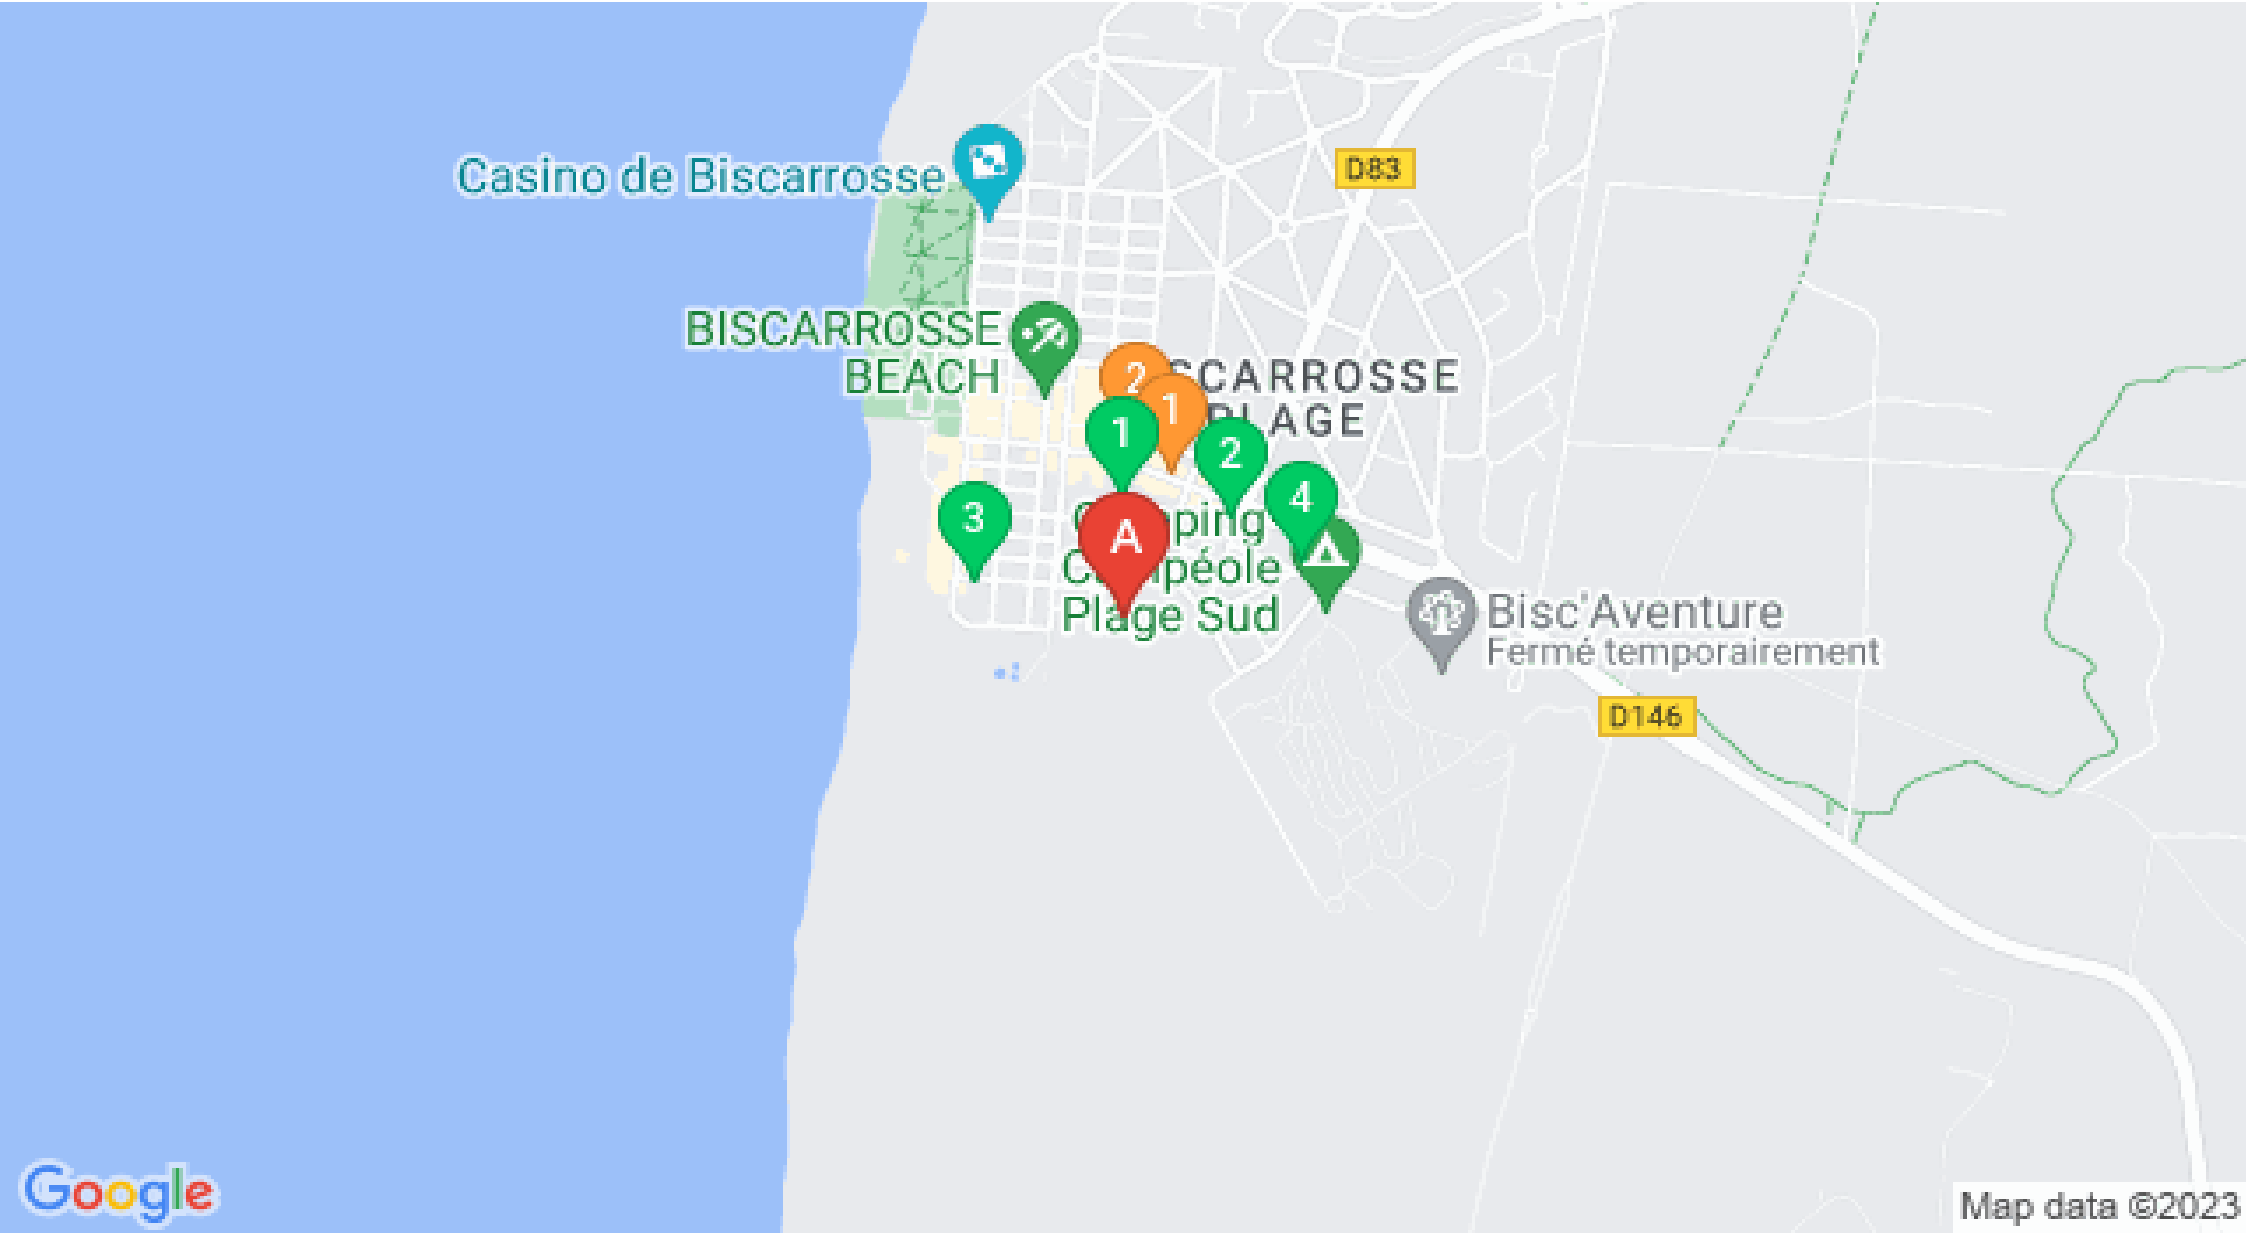 Casino de Biscarrosse
D83
BISCARROSSE
BEACH
2
SCARROSSE
PLAGE
1
1
2
4
3
A
Plage Sud
Bisc'Aventure
Fermé temporairement
D146
Google
Map data ©2023